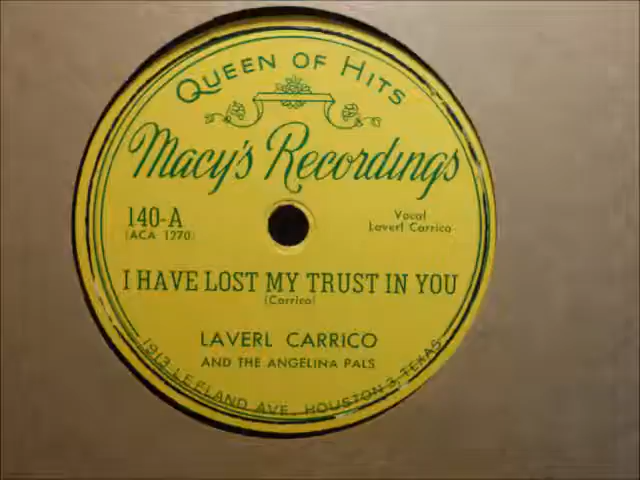 QUEEN OF HITS
Macy's Recordings
140-A
(ACA 1270)
Vocal
Laverl Carrico
I HAVE LOST MY TRUST IN YOU
(Carrico)
LAVERL CARRICO
AND THE ANGELINA PALS
1913 LEELAND AVE., HOUSTON 3, TEXAS